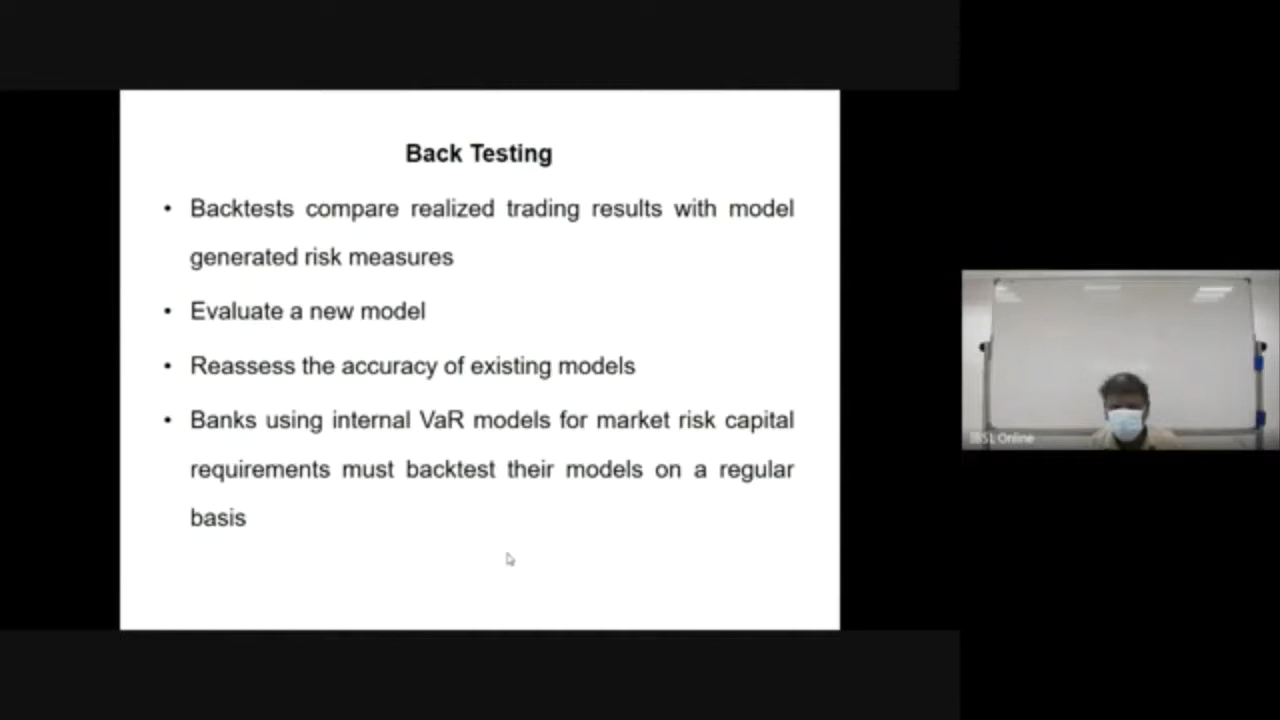 Back Testing
• Backtests compare realized trading results with model
generated risk measures
• Evaluate a new model
• Reassess the accuracy of existing models
• Banks using internal VaR models for market risk capital
requirements must backtest their models on a regular
basis
Online